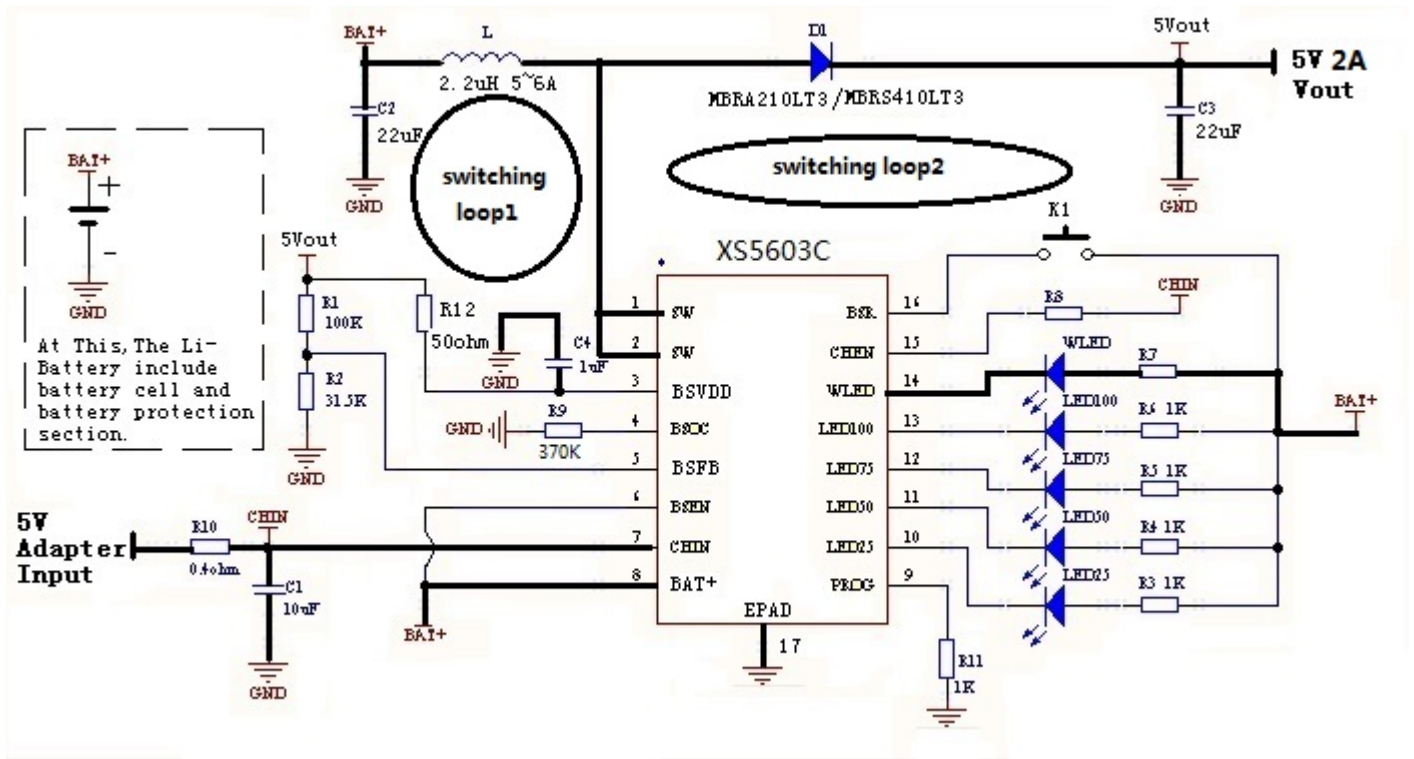 BAT+
L
2.2uH 5~6A
C2
22uF
GND
D1
MBRA210LT3/MBRS410LT3
5Vout
5V 2A
Vout
C3
22uF
GND
switching
loop1
switching loop2
BAT+
+
-
GND
At This,The Li-
Battery include
battery cell and
battery protection
section.
5Vout
R1
100K
R2
31.5K
GND
R12
50ohm
GND
C4
1uF
GND
R9
370K
XS5603C
K1
1 SW
2 SW
3 BSVDD
4 BSOC
5 BSFB
6 BSEN
7 CHIN
8 BAT+
EPAD
17
BSR 16
CHEN 15
WLED 14
LED100 13
LED75 12
LED50 11
LED25 10
PROG 9
R8
CHIN
WLED
R7
LED100
R6 1K
LED75
R5 1K
LED50
R4 1K
LED25
R3 1K
BAT+
R11
1K
5V
Adapter
Input
R10
0.4ohm
CHIN
C1
10uF
GND
BAT+